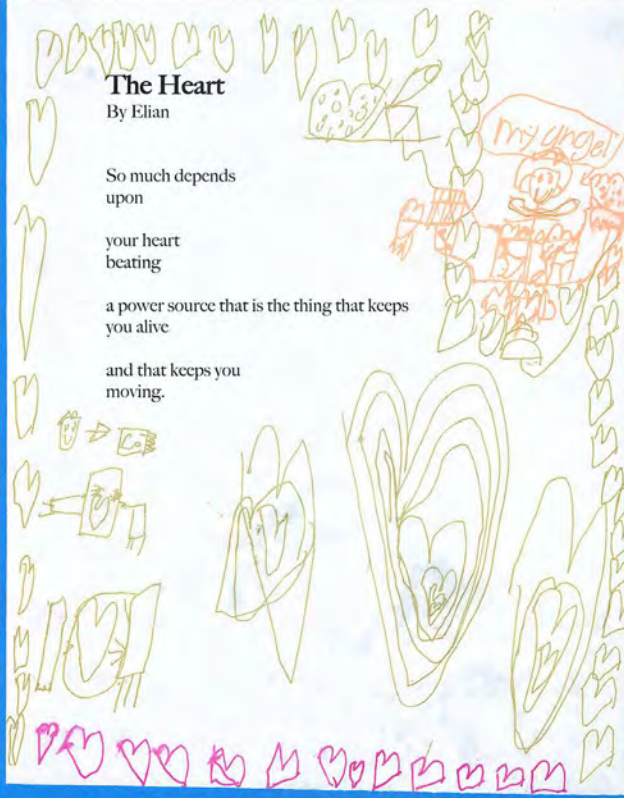 The Heart
By Elian
So much depends
upon
your heart
beating
a power source that is the thing that keeps
you alive
and that keeps you
moving.
my angel